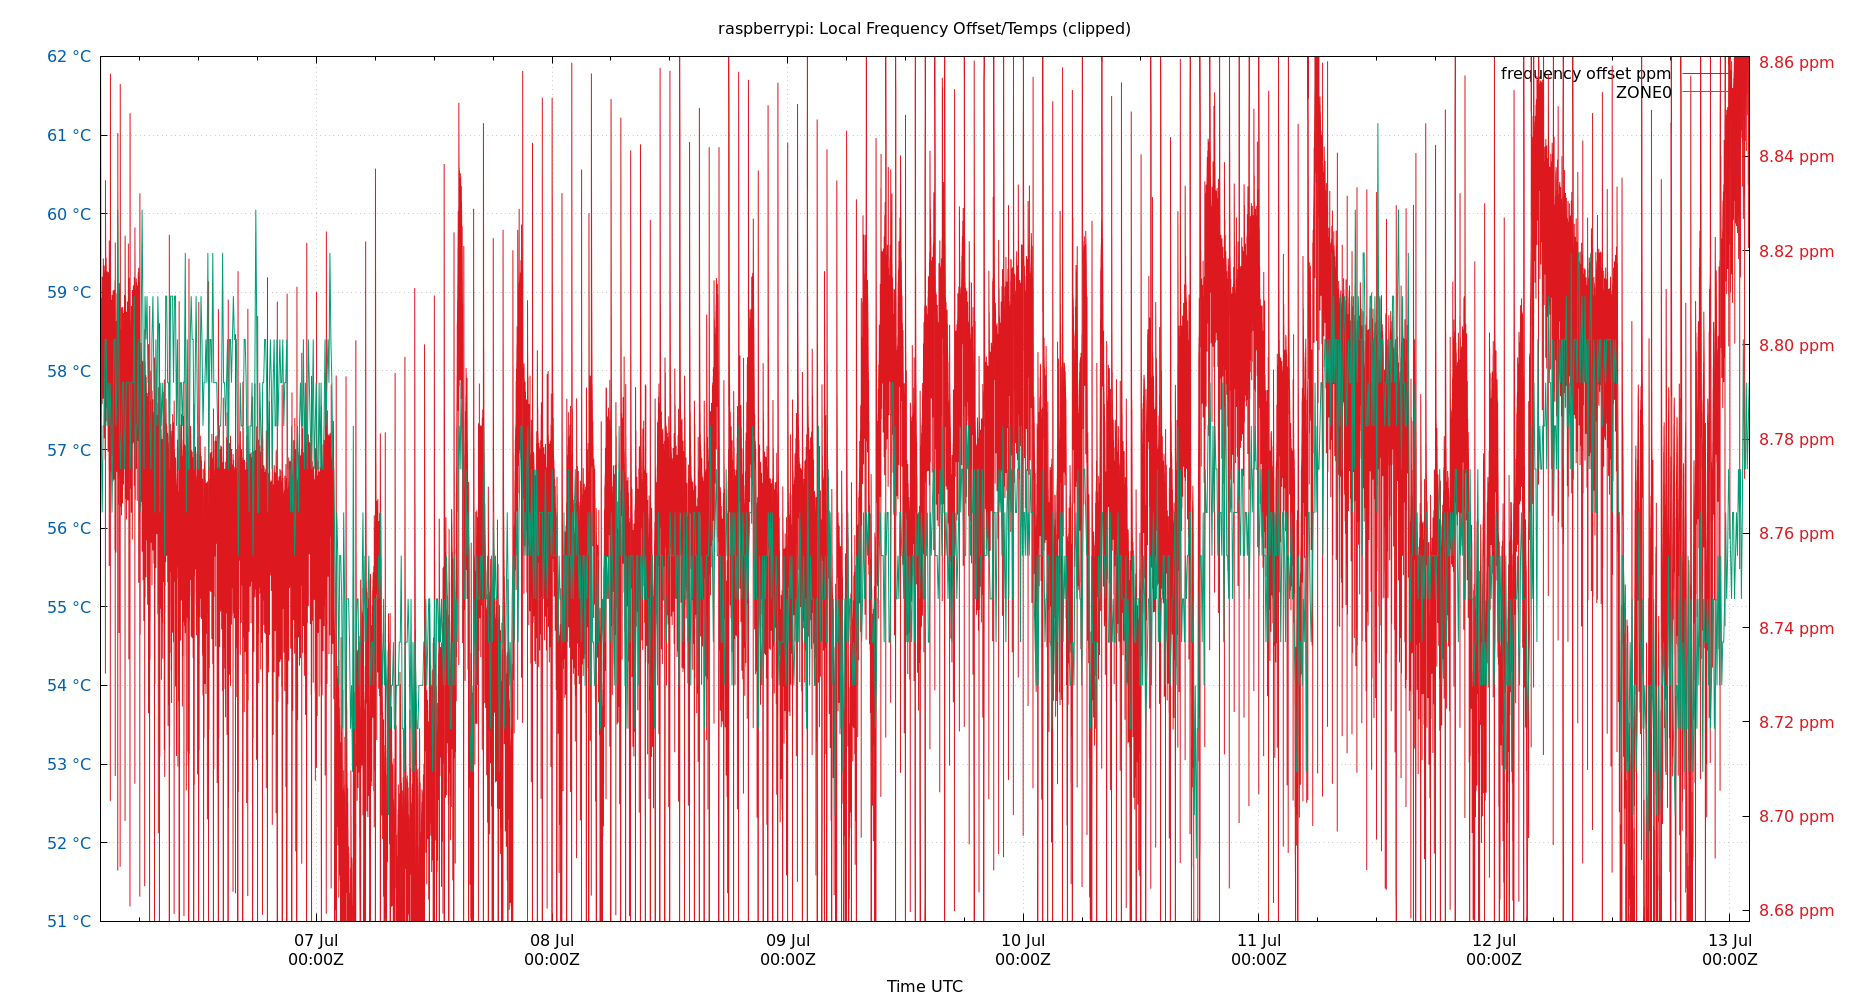 raspberrypi: Local Frequency Offset/Temps (clipped)
62 °C
61 °C
60 °C
59 °C
58 °C
57 °C
56 °C
55 °C
54 °C
53 °C
52 °C
51 °C
8.86 ppm
8.84 ppm
8.82 ppm
8.80 ppm
8.78 ppm
8.76 ppm
8.74 ppm
8.72 ppm
8.70 ppm
8.68 ppm
frequency offset ppm
ZONE0
07 Jul
00:00Z
08 Jul
00:00Z
09 Jul
00:00Z
10 Jul
00:00Z
11 Jul
00:00Z
12 Jul
00:00Z
13 Jul
00:00Z
Time UTC